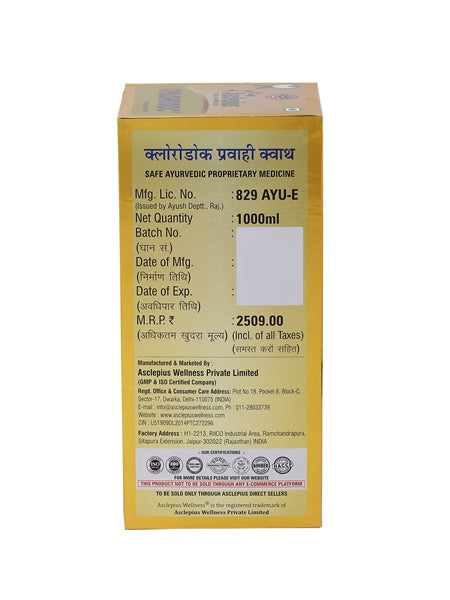 क्लोरोडोक प्रवाही क्वाथ
SAFE AYURVEDIC PROPRIETARY MEDICINE
Mfg. Lic. No. : 829 AYU-E
(Issued by Ayush Deptt., Raj.)
Net Quantity : 1000ml
Batch No. :
(घान सं.)
Date of Mfg. :
(निर्माण तिथि)
Date of Exp. :
(अवधिपार तिथि)
M.R.P. ₹ : 2509.00
(अधिकतम खुदरा मूल्य) (Incl. of all Taxes)
(समस्त करों सहित)
Manufactured & Marketed By :
Asclepius Wellness Private Limited
(GMP & ISO Certified Company)
Regd. Office & Consumer Care Address: Plot No.18, Pocket-8, Block-C,
Sector-17, Dwarka, Delhi-110075 (INDIA)
E-mail : info@asclepiuswellness.com, Ph. : 011-28033739
Website : www.asclepiuswellness.com
CIN : U51909DL2014PTC272296
Factory Address : H1-2213, RIICO Industrial Area, Ramchandrapura,
Sitapura Extension, Jaipur-302022 (Rajasthan) INDIA
OUR CERTIFICATIONS
ISO GMP HACCP
FOR MORE DETAILS PLEASE VISIT OUR WEBSITE
THIS PRODUCT NOT TO BE SOLD THROUGH ANY E-COMMERCE PLATFORM
TO BE SOLD ONLY THROUGH ASCLEPIUS DIRECT SELLERS
Asclepius Wellness® is the registered trademark of
Asclepius Wellness Private Limited